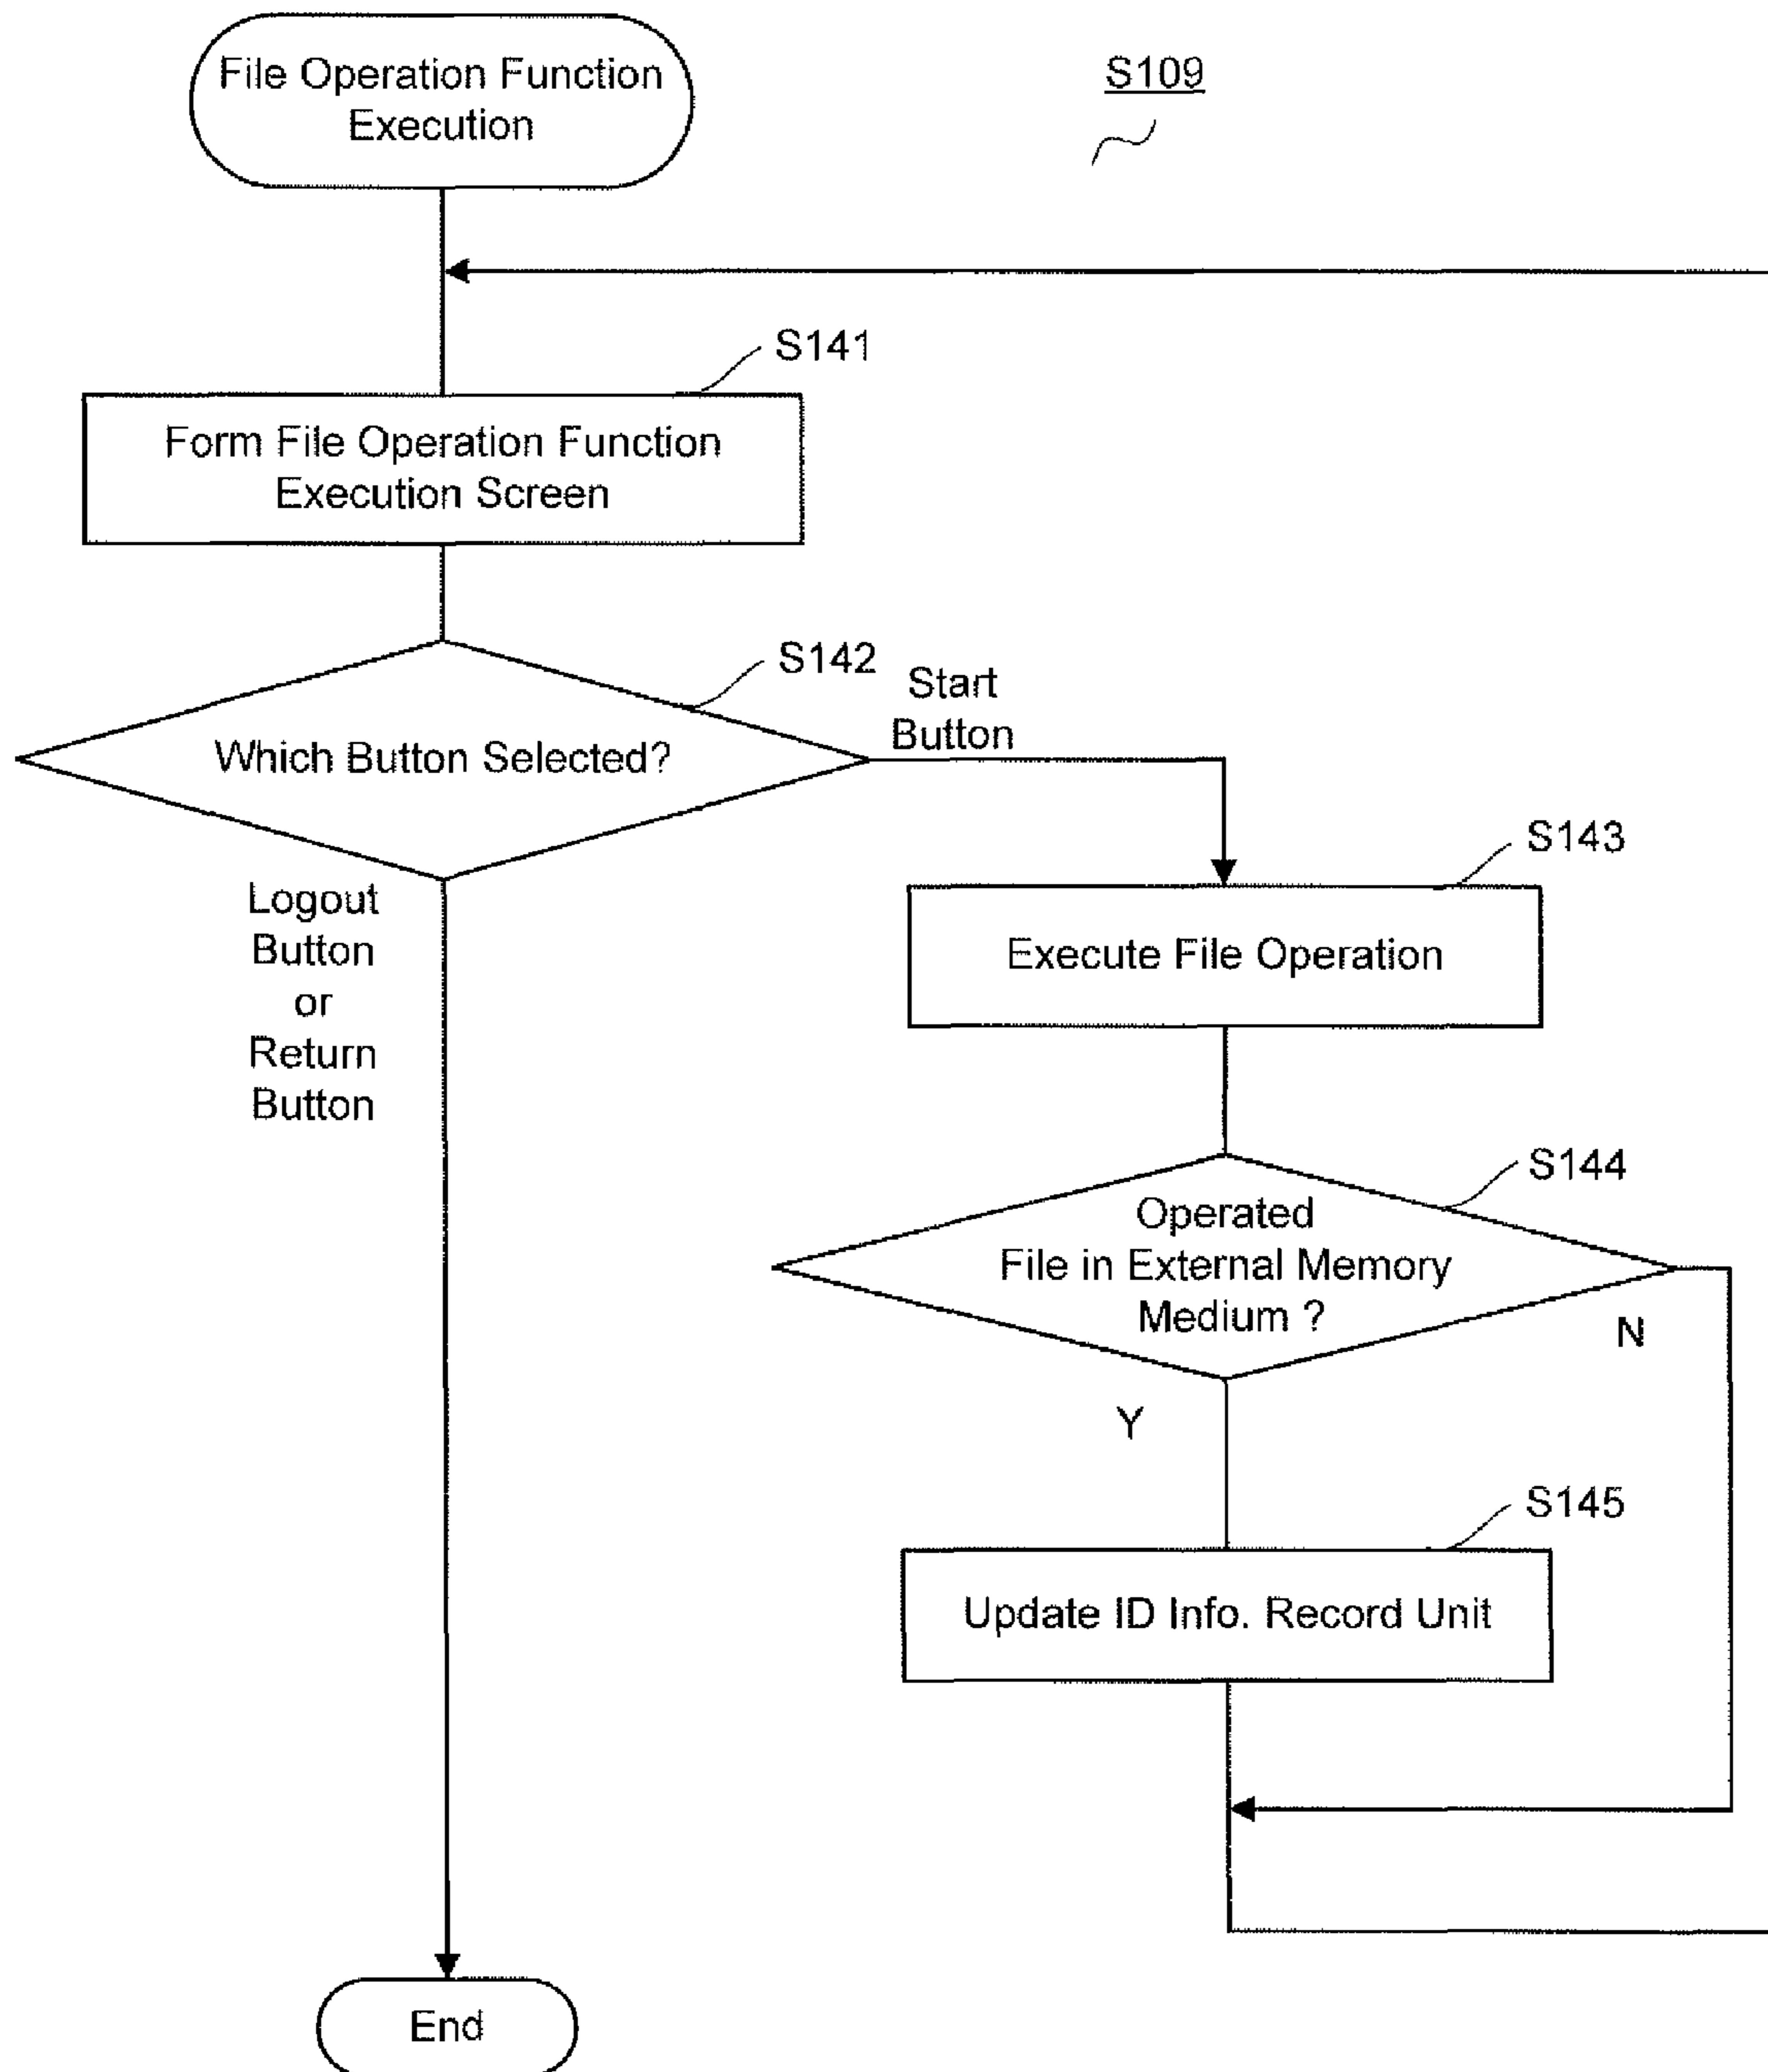 File Operation Function
Execution
S109
S141
Form File Operation Function
Execution Screen
S142
Start
Button
Which Button Selected?
Logout
Button
or
Return
Button
S143
Execute File Operation
S144
Operated
File in External Memory
Medium ?
N
Y
S145
Update ID Info. Record Unit
End